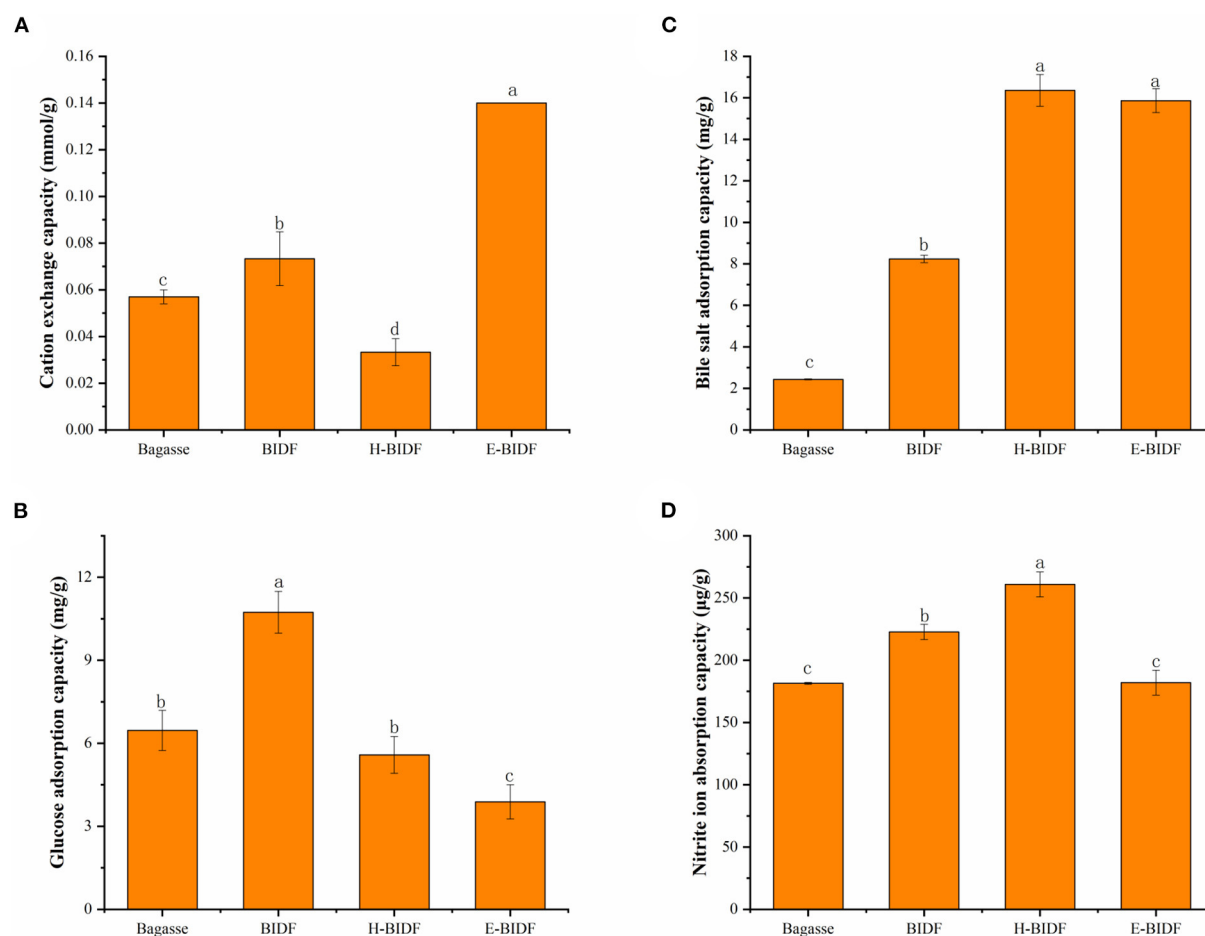 A
Cation exchange capacity (mmol/g)
0.16
0.14
0.12
0.10
0.08
0.06
0.04
0.02
0.00
c
b
d
a
Bagasse BIDF H-BIDF E-BIDF
C
Bile salt adsorption capacity (mg/g)
18
16
14
12
10
8
6
4
2
0
c
b
a
a
Bagasse BIDF H-BIDF E-BIDF
B
Glucose adsorption capacity (mg/g)
12
9
6
3
0
b
a
b
c
Bagasse BIDF H-BIDF E-BIDF
D
Nitrite ion absorption capacity (μg/g)
300
250
200
150
100
50
0
c
b
a
c
Bagasse BIDF H-BIDF E-BIDF